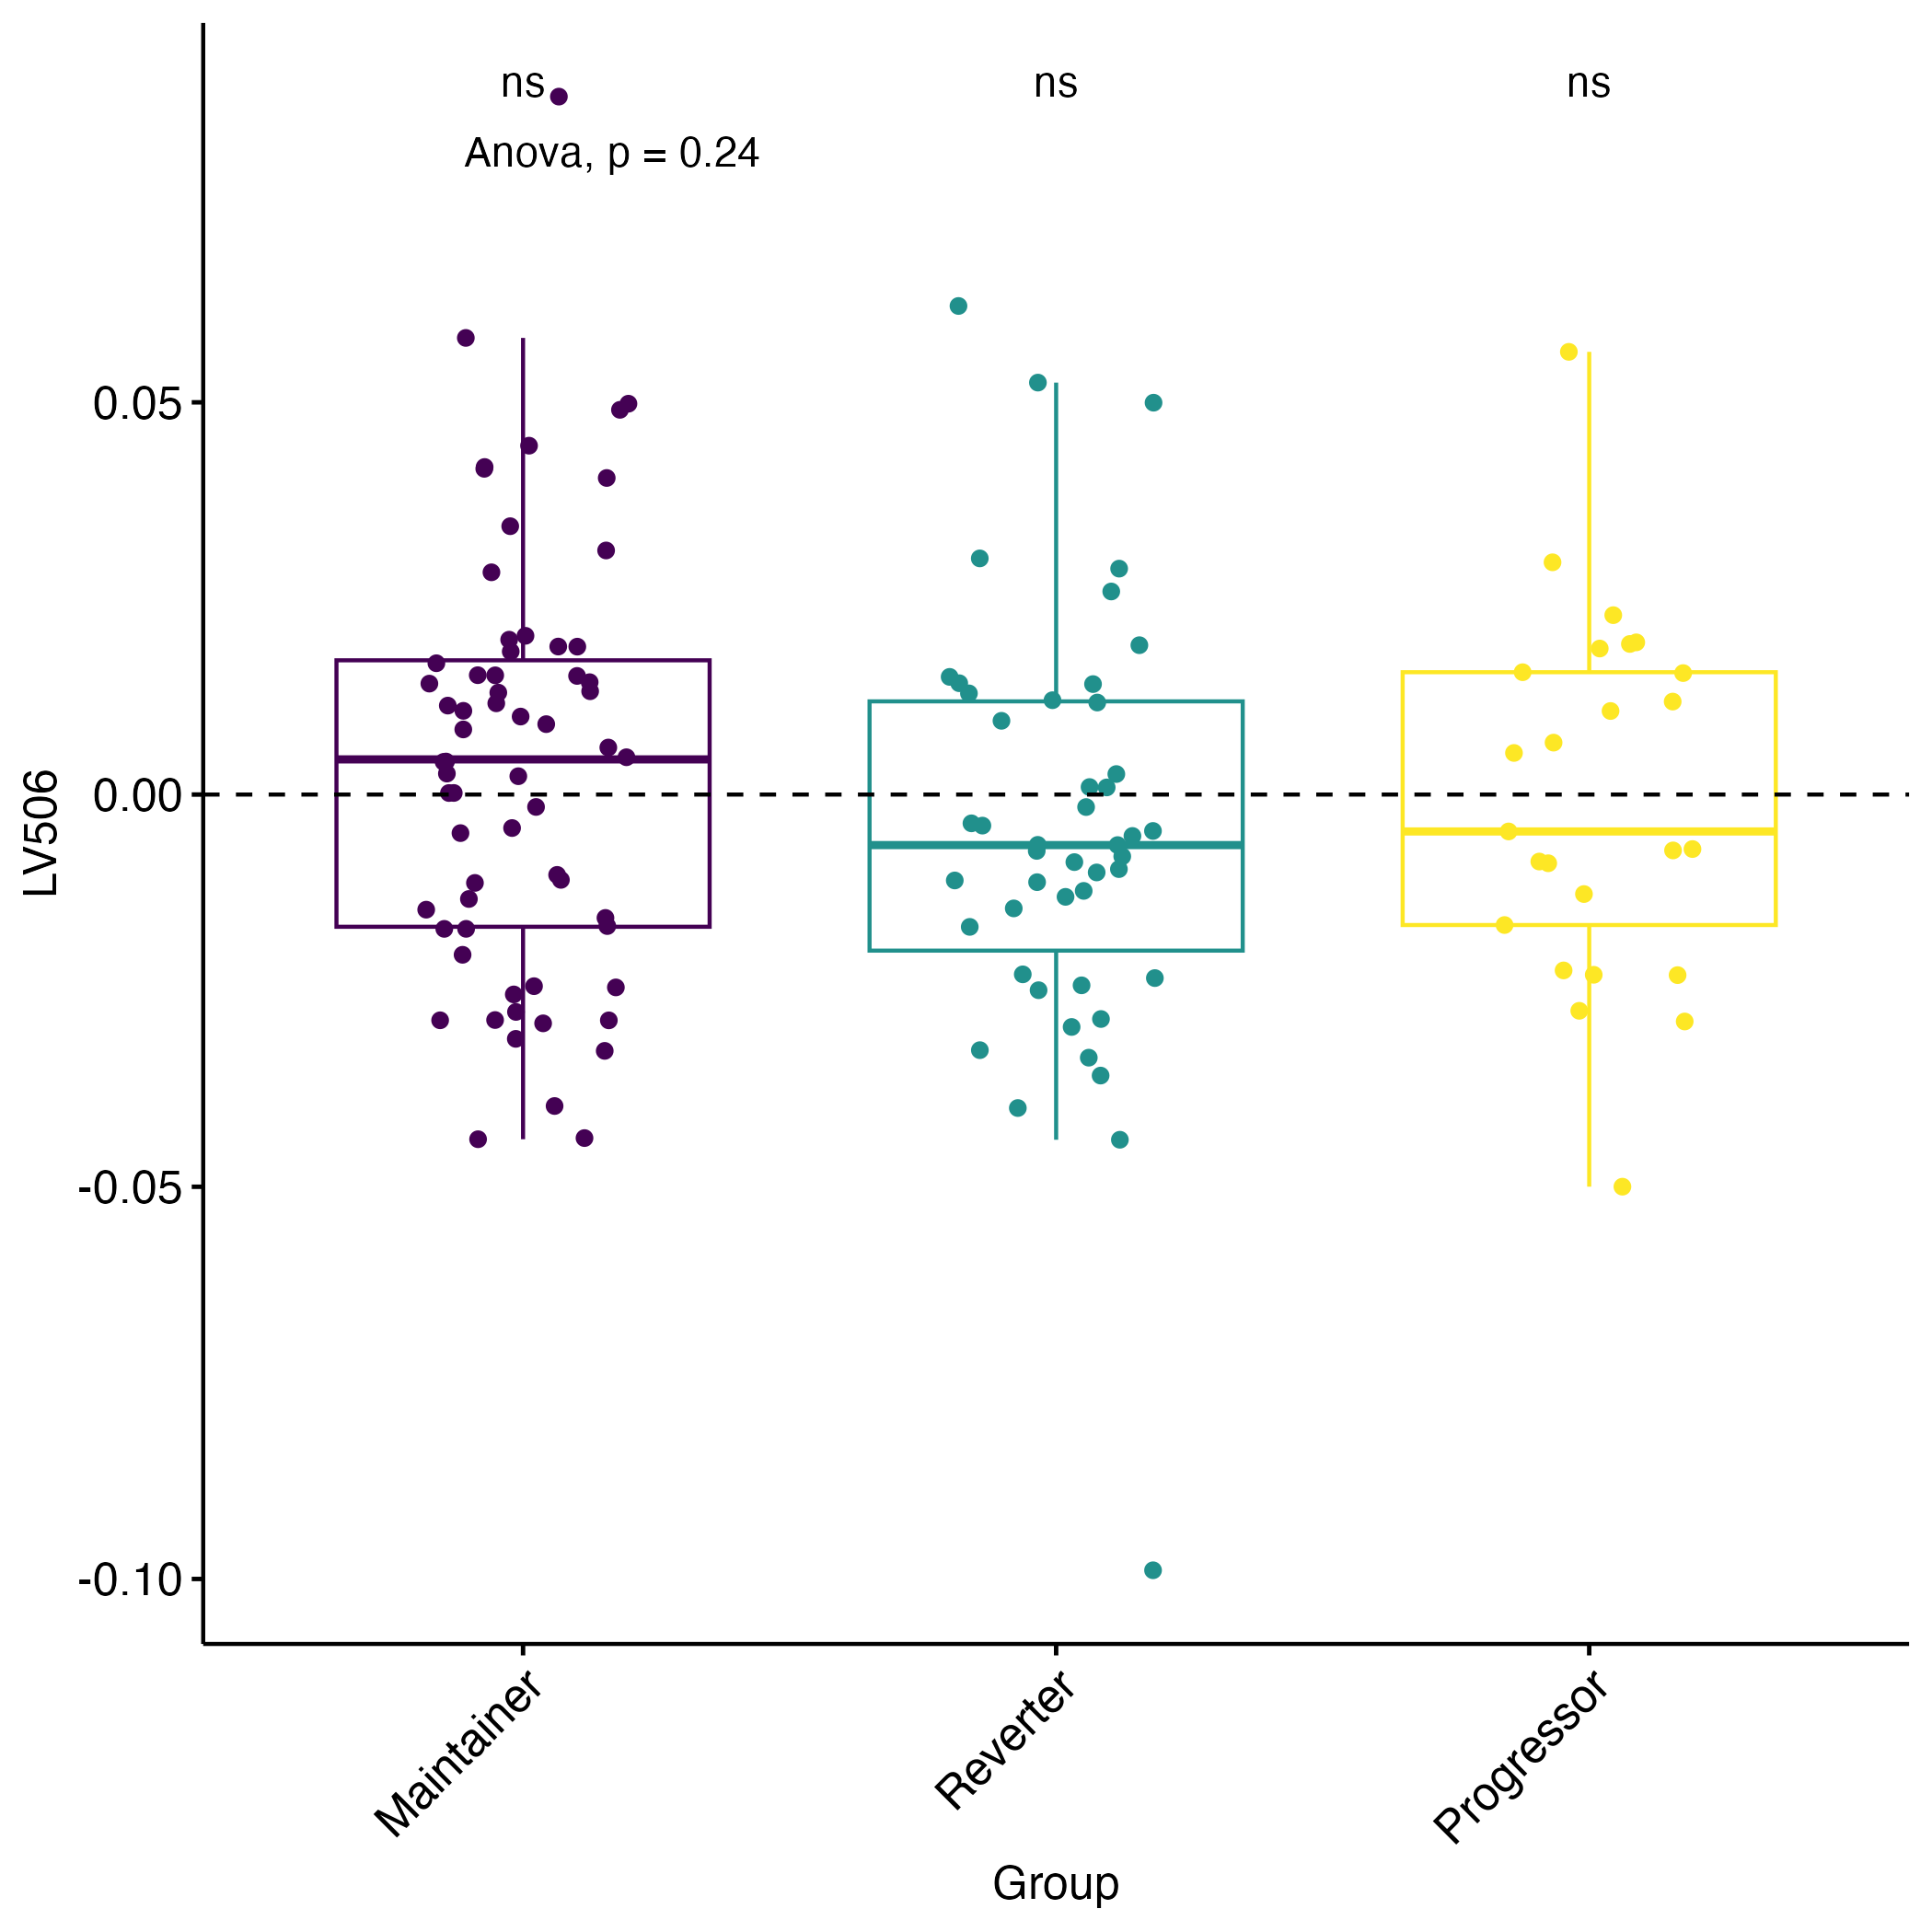 ns
ns
ns
Anova, p = 0.24
LV506
0.05
0.00
-0.05
-0.10
Maintainer
Reverter
Progressor
Group